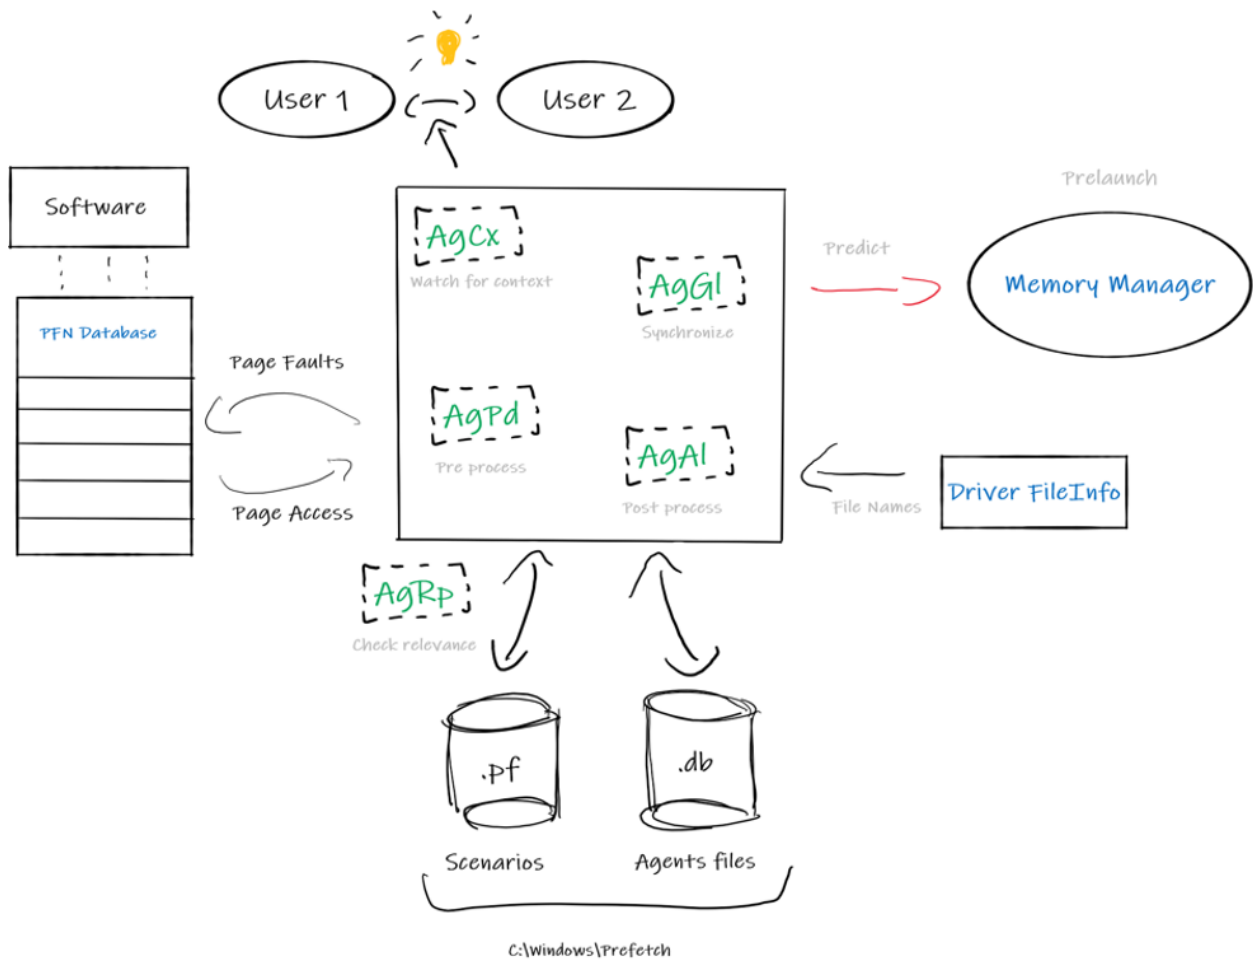 User 1
User 2
Software
PFN Database
Page Faults
Page Access
AgCx
Watch for context
AgGl
Synchronize
AgPd
Pre process
AgAl
Post process
Predict
Prelaunch
Memory Manager
File Names
Driver FileInfo
AgRp
Check relevance
.pf
.db
Scenarios
Agents files
C:\Windows\Prefetch